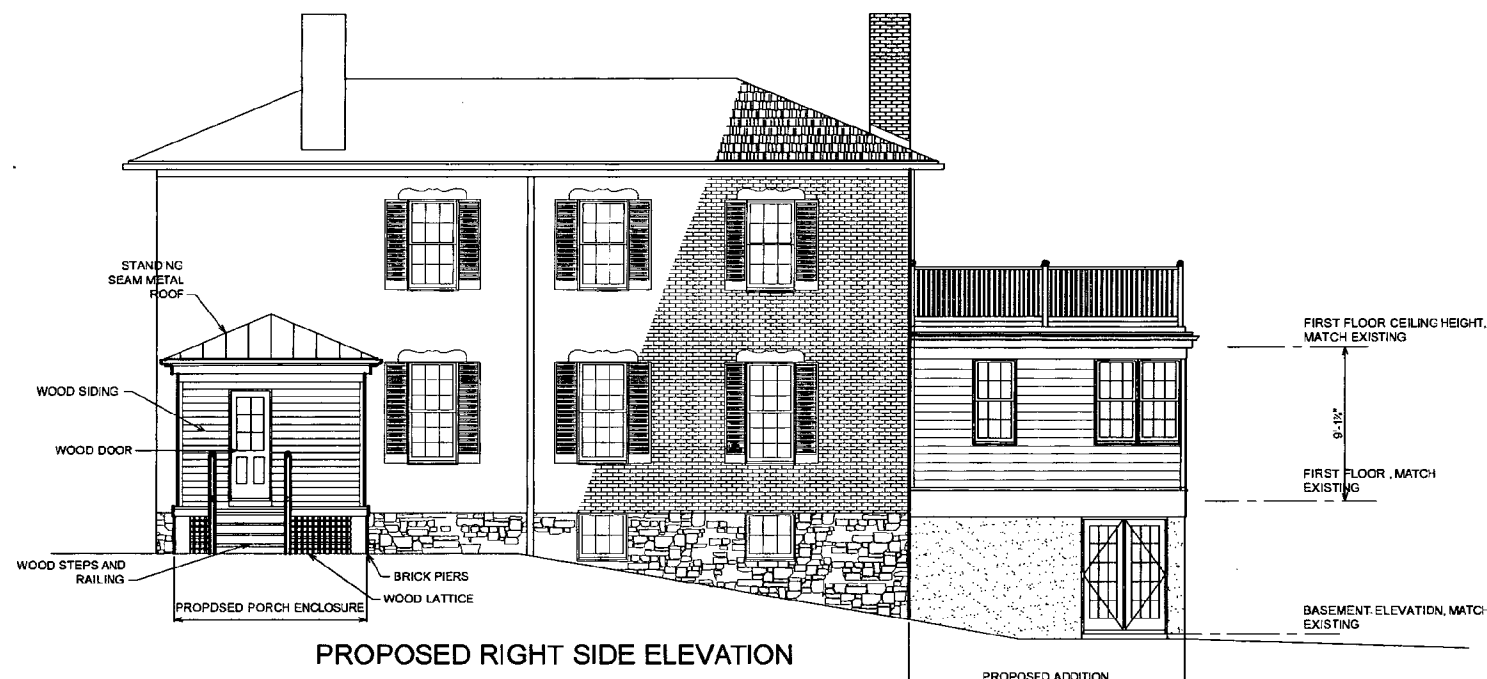 STANDING
SEAM METAL
ROOF
WOOD SIDING
WOOD DOOR
WOOD STEPS AND
RAILING
PROPOSED PORCH ENCLOSURE
BRICK PIERS
WOOD LATTICE
PROPOSED RIGHT SIDE ELEVATION
FIRST FLOOR CEILING HEIGHT,
MATCH EXISTING
9'-1½"
FIRST FLOOR, MATCH
EXISTING
BASEMENT ELEVATION, MATCH
EXISTING
PROPOSED ADDITION